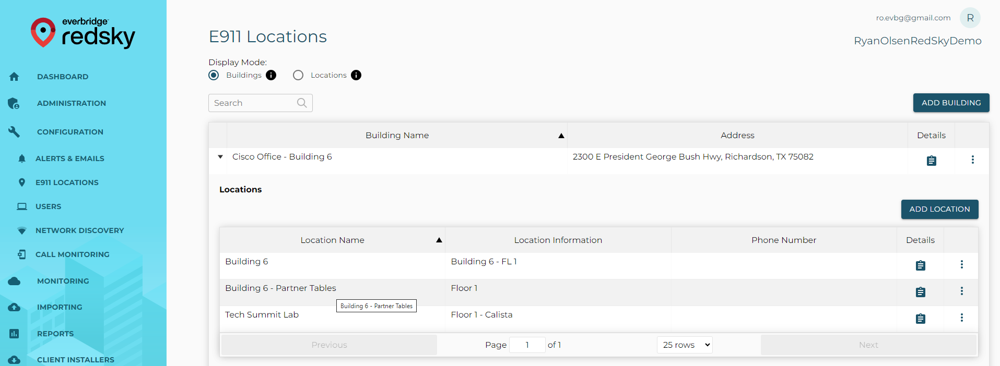 everbridge™
redsky
DASHBOARD
ADMINISTRATION
CONFIGURATION
ALERTS & EMAILS
E911 LOCATIONS
USERS
NETWORK DISCOVERY
CALL MONITORING
MONITORING
IMPORTING
REPORTS
CLIENT INSTALLERS
ro.evbg@gmail.com R
RyanOlsenRedSkyDemo
E911 Locations
Display Mode:
Buildings i Locations i
Search
ADD BUILDING
Building Name ▲ Address Details
Cisco Office - Building 6 2300 E President George Bush Hwy, Richardson, TX 75082
Locations
ADD LOCATION
Location Name ▲ Location Information Phone Number Details
Building 6 Building 6 - FL 1
Building 6 - Partner Tables Floor 1
Building 6 - Partner Tables
Tech Summit Lab Floor 1 - Calista
Previous Page 1 of 1 25 rows Next